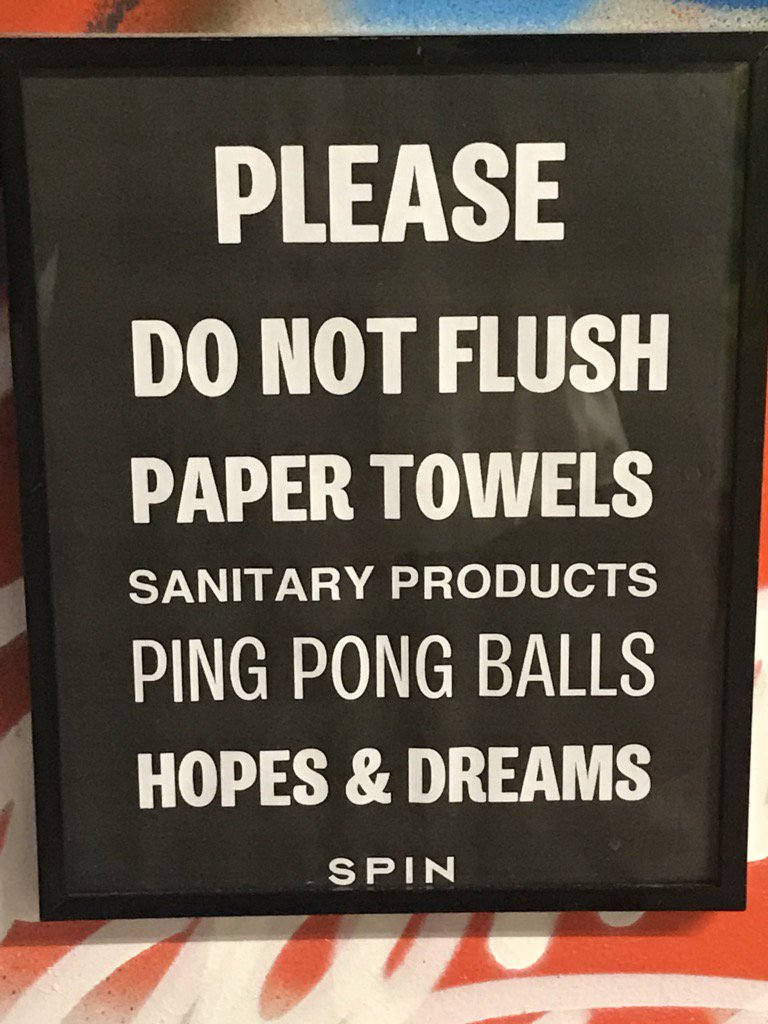 PLEASE
DO NOT FLUSH
PAPER TOWELS
SANITARY PRODUCTS
PING PONG BALLS
HOPES & DREAMS
SPIN